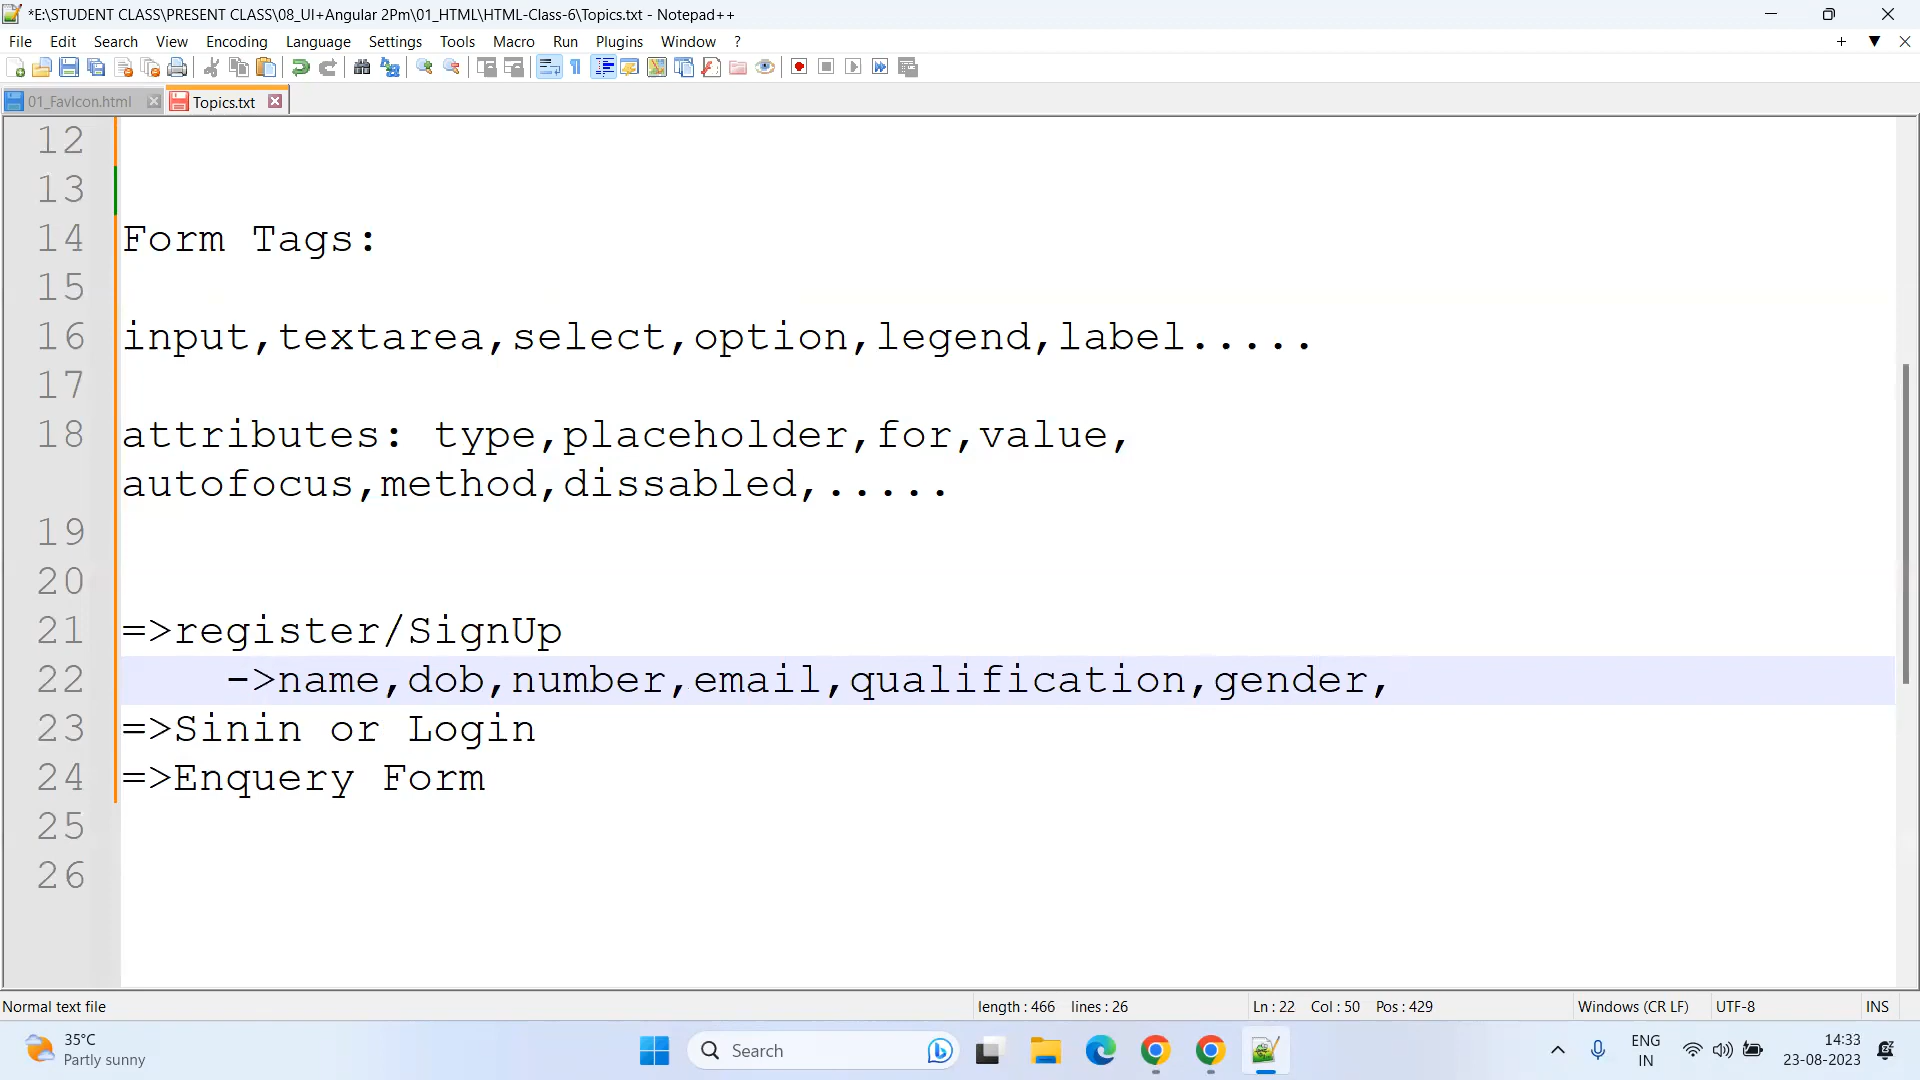 *E:\STUDENT CLASS\PRESENT CLASS\08_UI+Angular 2Pm\01_HTML\HTML-Class-6\Topics.txt - Notepad++
File Edit Search View Encoding Language Settings Tools Macro Run Plugins Window ?
01_FavIcon.html Topics.txt
12
13
14 Form Tags:
15
16 input,textarea,select,option,legend,label.....
17
18 attributes: type,placeholder,for,value,
autofocus,method,dissabled,.....
19
20
21 =>register/SignUp
22 ->name,dob,number,email,qualification,gender,
23 =>Sinin or Login
24 =>Enquery Form
25
26
Normal text file length : 466 lines : 26 Ln : 22 Col : 50 Pos : 429 Windows (CR LF) UTF-8 INS
35°C
Partly sunny
Search
ENG
IN
14:33
23-08-2023